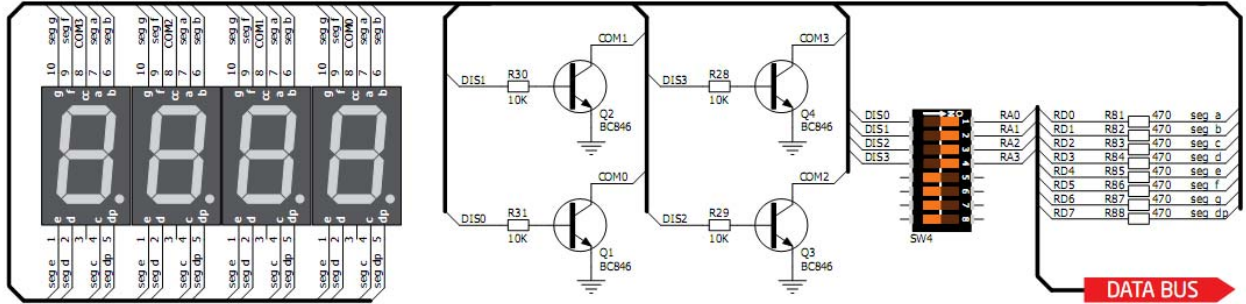 seg g seg f COM3 seg a seg b
10 9 8 7 6
seg g seg f COM2 seg a seg b
10 9 8 7 6
seg g seg f COM1 seg a seg b
10 9 8 7 6
seg g seg f COM0 seg a seg b
10 9 8 7 6
g f cc a b
g f cc a b
g f cc a b
g f cc a b
e d c dp
e d c dp
e d c dp
e d c dp
1 2 3 4 5
seg e seg d seg c seg dp
1 2 3 4 5
seg e seg d seg c seg dp
1 2 3 4 5
seg e seg d seg c seg dp
1 2 3 4 5
seg e seg d seg c seg dp
COM1
DIS1 R30
10K
Q2
BC846
COM0
DIS0 R31
10K
Q1
BC846
COM3
DIS3 R28
10K
Q4
BC846
COM2
DIS2 R29
10K
Q3
BC846
DIS0 1 RA0
DIS1 2 RA1
DIS2 3 RA2
DIS3 4 RA3
5
6
7
8
SW4
RD0 R81 470 seg a
RD1 R82 470 seg b
RD2 R83 470 seg c
RD3 R84 470 seg d
RD4 R85 470 seg e
RD5 R86 470 seg f
RD6 R87 470 seg g
RD7 R88 470 seg dp
DATA BUS